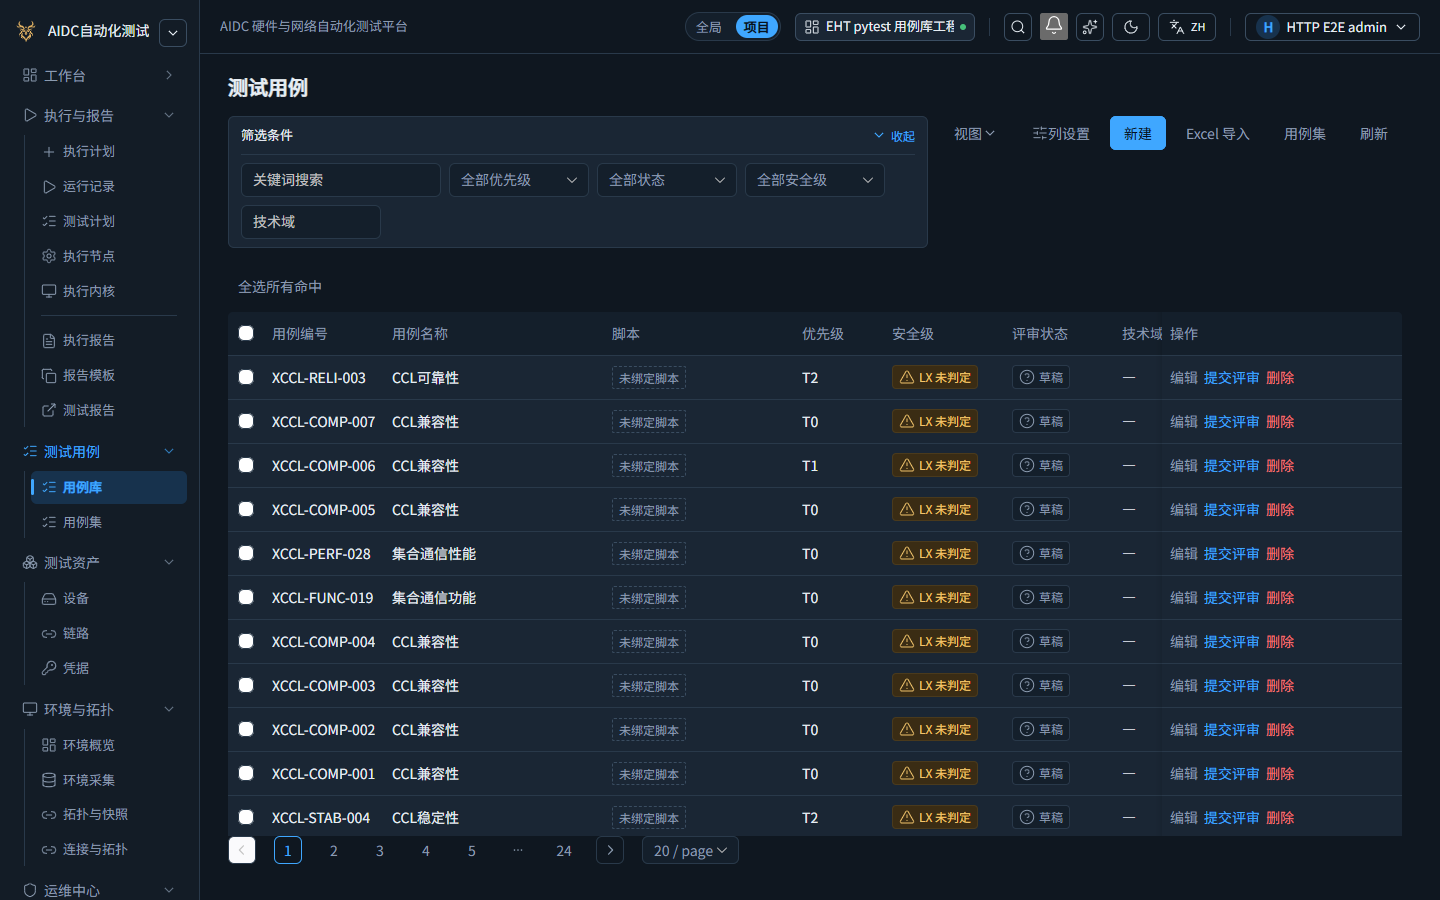 AIDC自动化测试
AIDC 硬件与网络自动化测试平台
全局
项目
EHT pytest 用例库工程
ZH
H
HTTP E2E admin
工作台
执行与报告
执行计划
运行记录
测试计划
执行节点
执行内核
执行报告
报告模板
测试报告
测试用例
用例库
用例集
测试资产
设备
链路
凭据
环境与拓扑
环境概览
环境采集
拓扑与快照
连接与拓扑
运维中心
测试用例
筛选条件
收起
关键词搜索
全部优先级
全部状态
全部安全级
技术域
视图
列设置
新建
Excel 导入
用例集
刷新
全选所有命中
用例编号 用例名称 脚本 优先级 安全级 评审状态 技术域 操作
XCCL-RELI-003 CCL可靠性 未绑定脚本 T2 LX 未判定 草稿 — 编辑 提交评审 删除
XCCL-COMP-007 CCL兼容性 未绑定脚本 T0 LX 未判定 草稿 — 编辑 提交评审 删除
XCCL-COMP-006 CCL兼容性 未绑定脚本 T1 LX 未判定 草稿 — 编辑 提交评审 删除
XCCL-COMP-005 CCL兼容性 未绑定脚本 T0 LX 未判定 草稿 — 编辑 提交评审 删除
XCCL-PERF-028 集合通信性能 未绑定脚本 T0 LX 未判定 草稿 — 编辑 提交评审 删除
XCCL-FUNC-019 集合通信功能 未绑定脚本 T0 LX 未判定 草稿 — 编辑 提交评审 删除
XCCL-COMP-004 CCL兼容性 未绑定脚本 T0 LX 未判定 草稿 — 编辑 提交评审 删除
XCCL-COMP-003 CCL兼容性 未绑定脚本 T0 LX 未判定 草稿 — 编辑 提交评审 删除
XCCL-COMP-002 CCL兼容性 未绑定脚本 T0 LX 未判定 草稿 — 编辑 提交评审 删除
XCCL-COMP-001 CCL兼容性 未绑定脚本 T0 LX 未判定 草稿 — 编辑 提交评审 删除
XCCL-STAB-004 CCL稳定性 未绑定脚本 T2 LX 未判定 草稿 — 编辑 提交评审 删除
1 2 3 4 5 ··· 24 20 / page